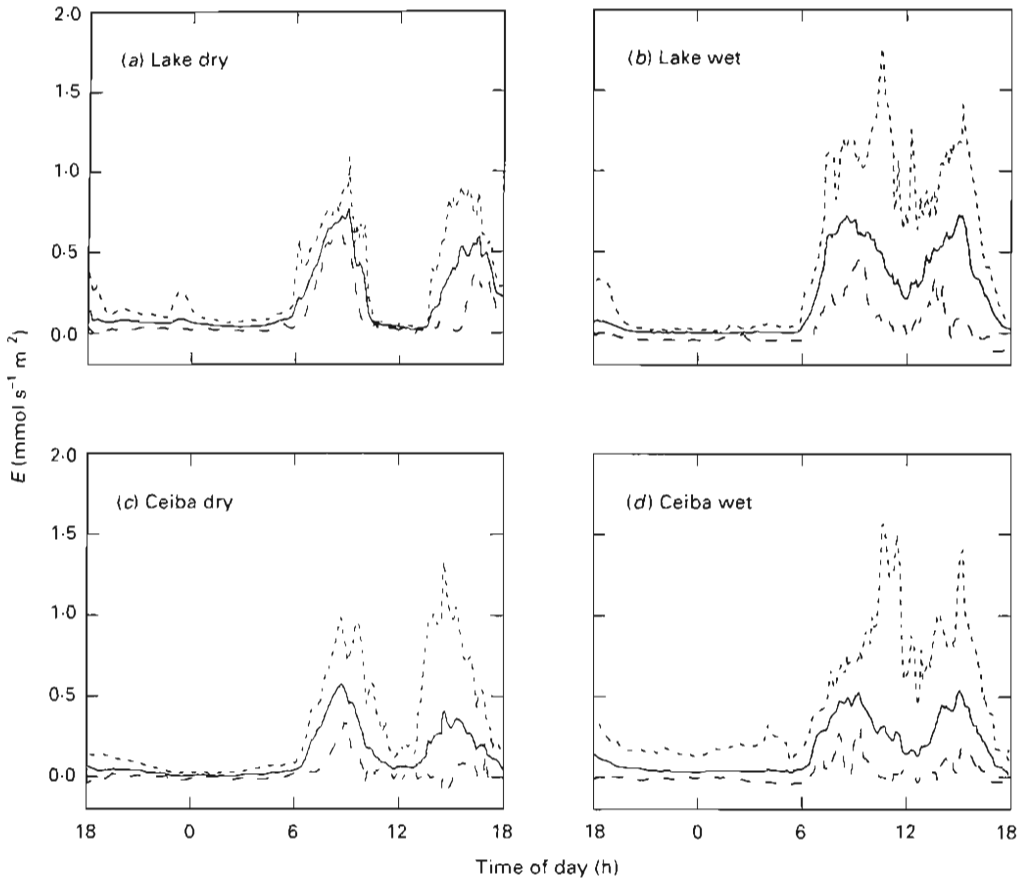 2·0
(a) Lake dry
(b) Lake wet
1·5
1·0
0·5
0·0
E (mmol s⁻¹ m²)
2·0
(c) Ceiba dry
(d) Ceiba wet
1·5
1·0
0·5
0·0
18 0 6 12 18 18 0 6 12 18
Time of day (h)